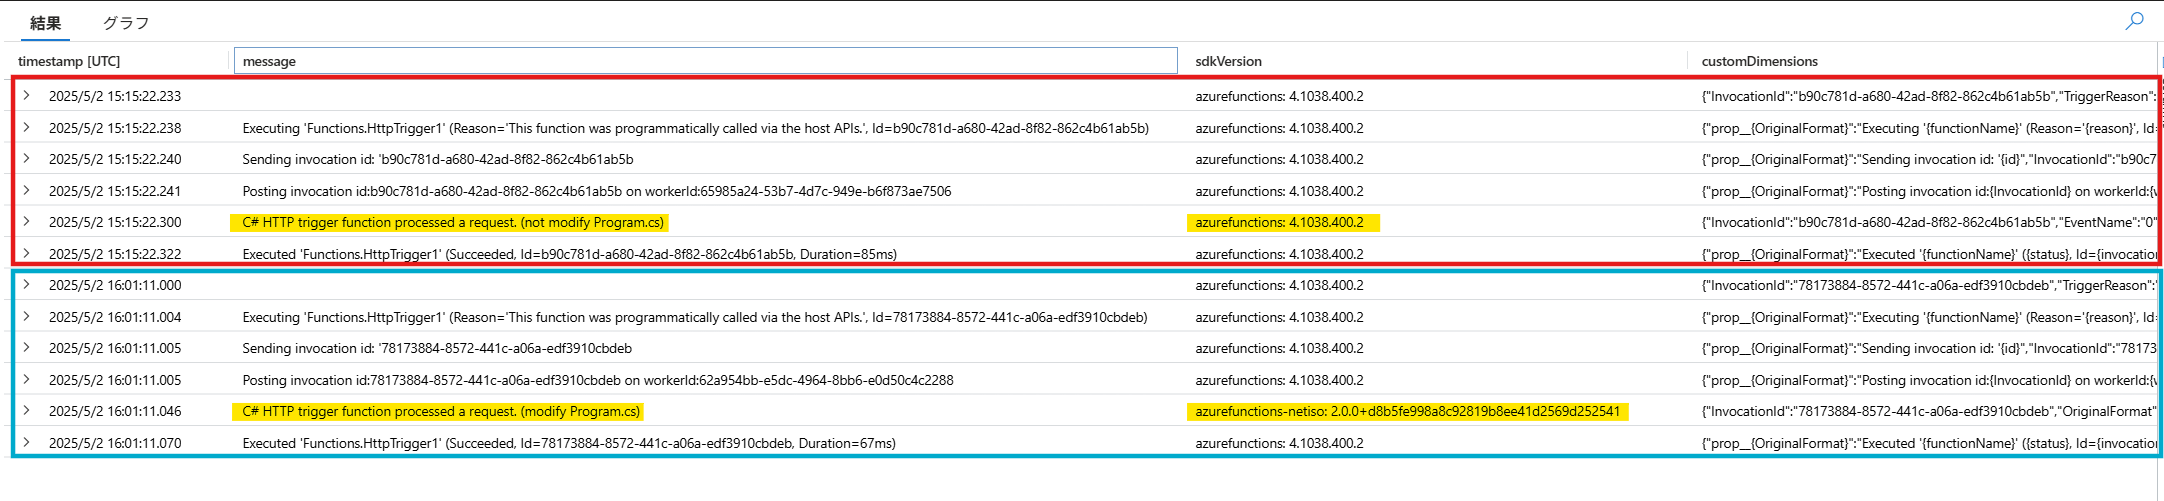 結果 グラフ
timestamp [UTC] message sdkVersion customDimensions
2025/5/2 15:15:22.233 azurefunctions: 4.1038.400.2 {"InvocationId":"b90c781d-a680-42ad-8f82-862c4b61ab5b","TriggerReason":
2025/5/2 15:15:22.238 Executing 'Functions.HttpTrigger1' (Reason='This function was programmatically called via the host APIs.', Id=b90c781d-a680-42ad-8f82-862c4b61ab5b) azurefunctions: 4.1038.400.2 {"prop__{OriginalFormat}":"Executing '{functionName}' (Reason='{reason}', Id=
2025/5/2 15:15:22.240 Sending invocation id: 'b90c781d-a680-42ad-8f82-862c4b61ab5b azurefunctions: 4.1038.400.2 {"prop__{OriginalFormat}":"Sending invocation id: '{id}","InvocationId":"b90c7
2025/5/2 15:15:22.241 Posting invocation id:b90c781d-a680-42ad-8f82-862c4b61ab5b on workerId:65985a24-53b7-4d7c-949e-b6f873ae7506 azurefunctions: 4.1038.400.2 {"prop__{OriginalFormat}":"Posting invocation id:{InvocationId} on workerId:{w
2025/5/2 15:15:22.300 C# HTTP trigger function processed a request. (not modify Program.cs) azurefunctions: 4.1038.400.2 {"InvocationId":"b90c781d-a680-42ad-8f82-862c4b61ab5b","EventName":"0"
2025/5/2 15:15:22.322 Executed 'Functions.HttpTrigger1' (Succeeded, Id=b90c781d-a680-42ad-8f82-862c4b61ab5b, Duration=85ms) azurefunctions: 4.1038.400.2 {"prop__{OriginalFormat}":"Executed '{functionName}' ({status}, Id={invocation
2025/5/2 16:01:11.000 azurefunctions: 4.1038.400.2 {"InvocationId":"78173884-8572-441c-a06a-edf3910cbdeb","TriggerReason":"
2025/5/2 16:01:11.004 Executing 'Functions.HttpTrigger1' (Reason='This function was programmatically called via the host APIs.', Id=78173884-8572-441c-a06a-edf3910cbdeb) azurefunctions: 4.1038.400.2 {"prop__{OriginalFormat}":"Executing '{functionName}' (Reason='{reason}', Id=
2025/5/2 16:01:11.005 Sending invocation id: '78173884-8572-441c-a06a-edf3910cbdeb azurefunctions: 4.1038.400.2 {"prop__{OriginalFormat}":"Sending invocation id: '{id}","InvocationId":"78173
2025/5/2 16:01:11.005 Posting invocation id:78173884-8572-441c-a06a-edf3910cbdeb on workerId:62a954bb-e5dc-4964-8bb6-e0d50c4c2288 azurefunctions: 4.1038.400.2 {"prop__{OriginalFormat}":"Posting invocation id:{InvocationId} on workerId:{w
2025/5/2 16:01:11.046 C# HTTP trigger function processed a request. (modify Program.cs) azurefunctions-netiso: 2.0.0+d8b5fe998a8c92819b8ee41d2569d252541 {"InvocationId":"78173884-8572-441c-a06a-edf3910cbdeb","OriginalFormat"
2025/5/2 16:01:11.070 Executed 'Functions.HttpTrigger1' (Succeeded, Id=78173884-8572-441c-a06a-edf3910cbdeb, Duration=67ms) azurefunctions: 4.1038.400.2 {"prop__{OriginalFormat}":"Executed '{functionName}' ({status}, Id={invocation